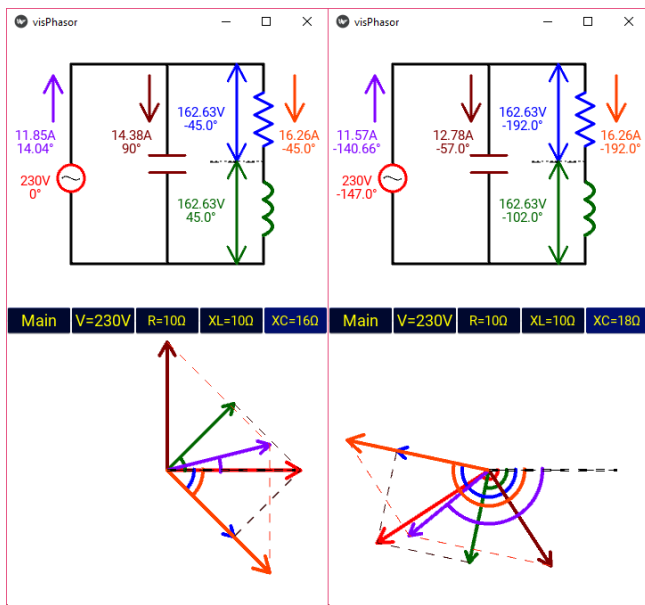 visPhasor
11.85A
14.04°
14.38A
90°
162.63V
-45.0°
16.26A
-45.0°
230V
0°
162.63V
45.0°
Main
V=230V
R=10Ω
XL=10Ω
XC=16Ω
visPhasor
11.57A
-140.66°
12.78A
-57.0°
162.63V
-192.0°
16.26A
-192.0°
230V
-147.0°
162.63V
-102.0°
Main
V=230V
R=10Ω
XL=10Ω
XC=18Ω